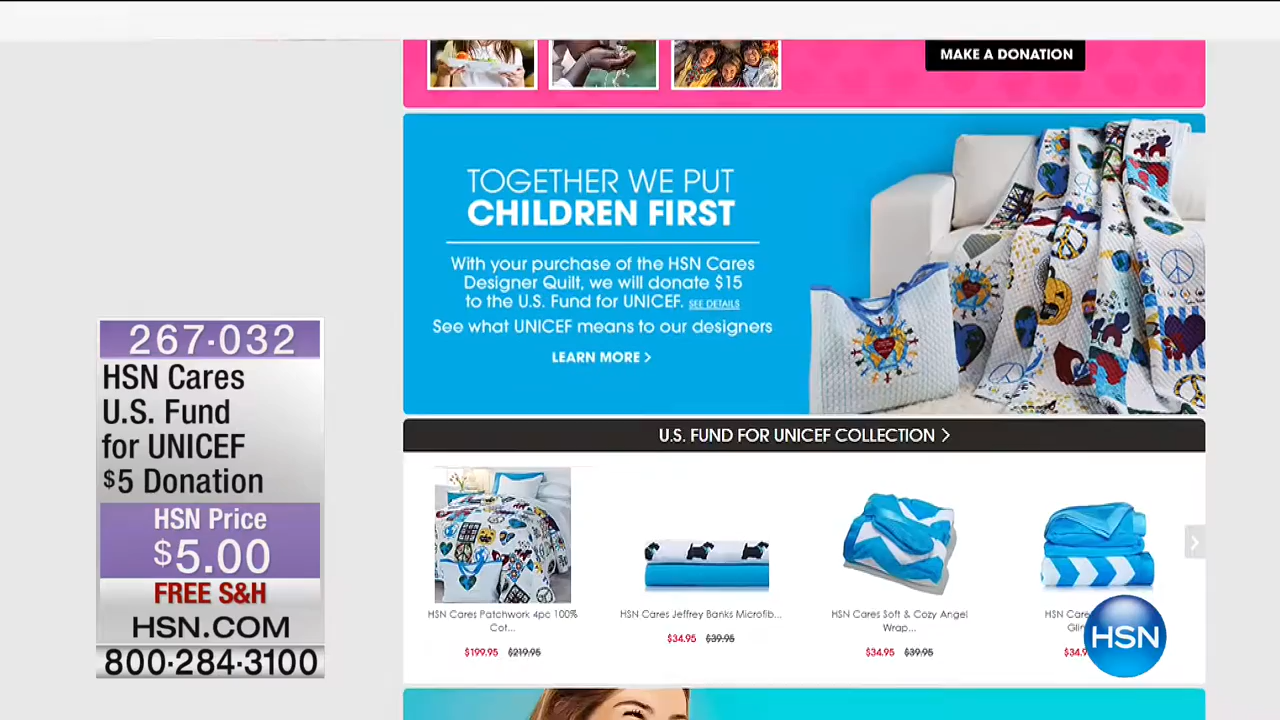 MAKE A DONATION
TOGETHER WE PUT
CHILDREN FIRST
With your purchase of the HSN Cares
Designer Quilt, we will donate $15
to the U.S. Fund for UNICEF. SEE DETAILS
See what UNICEF means to our designers
LEARN MORE >
267·032
HSN Cares
U.S. Fund
for UNICEF
$5 Donation
HSN Price
$5.00
FREE S&H
HSN.COM
800·284·3100
U.S. FUND FOR UNICEF COLLECTION >
HSN Cares Patchwork 4pc 100%
Cot...
$199.95 $219.95
HSN Cares Jeffrey Banks Microfib...
$34.95 $39.95
HSN Cares Soft & Cozy Angel
Wrap...
$34.95 $39.95
HSN